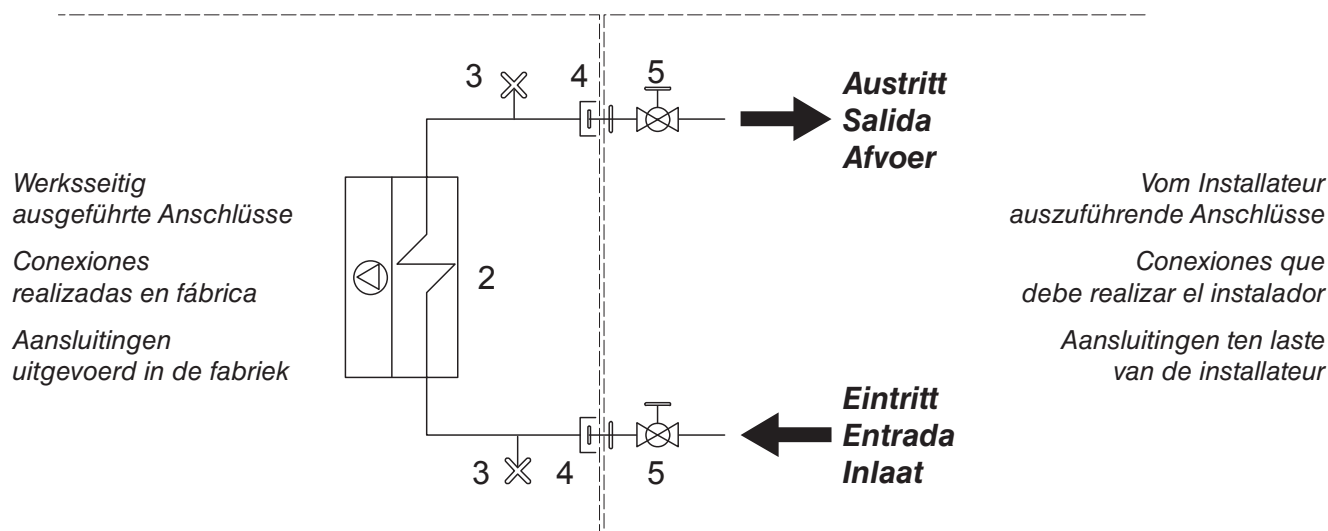 3
4
5
Austritt
Salida
Afvoer
Werksseitig
ausgeführte Anschlüsse
Conexiones
realizadas en fábrica
Aansluitingen
uitgevoerd in de fabriek
2
Vom Installateur
auszuführende Anschlüsse
Conexiones que
debe realizar el instalador
Aansluitingen ten laste
van de installateur
Eintritt
Entrada
Inlaat
3
4
5